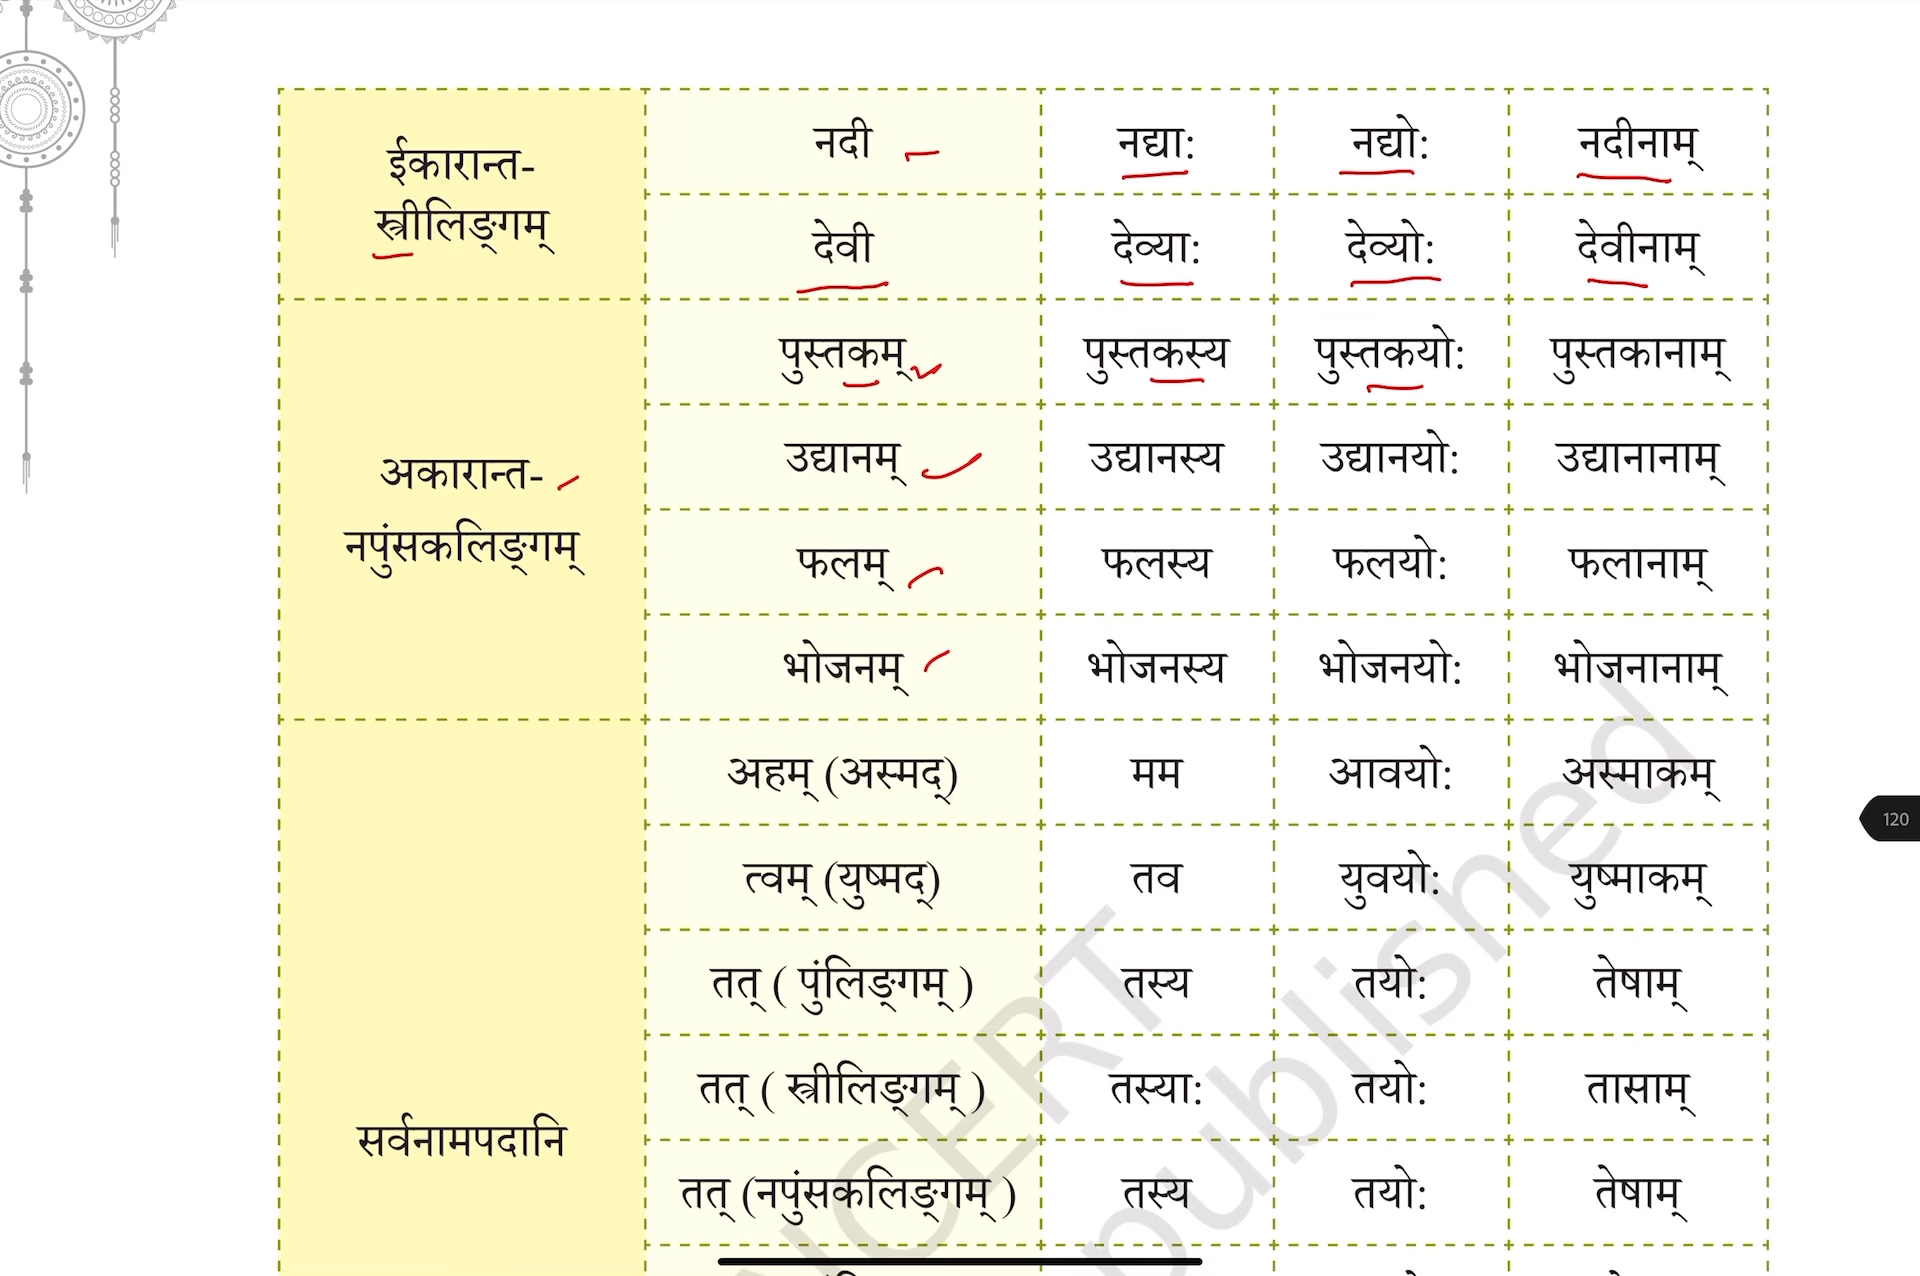 ईकारान्त-
स्त्रीलिङ्गम्
नदी नद्याः नद्योः नदीनाम्
देवी देव्याः देव्योः देवीनाम्
अकारान्त-
नपुंसकलिङ्गम्
पुस्तकम् पुस्तकस्य पुस्तकयोः पुस्तकानाम्
उद्यानम् उद्यानस्य उद्यानयोः उद्यानानाम्
फलम् फलस्य फलयोः फलानाम्
भोजनम् भोजनस्य भोजनयोः भोजनानाम्
सर्वनामपदानि
अहम् (अस्मद्) मम आवयोः अस्माकम्
त्वम् (युष्मद्) तव युवयोः युष्माकम्
तत् ( पुंलिङ्गम् ) तस्य तयोः तेषाम्
तत् ( स्त्रीलिङ्गम् ) तस्याः तयोः तासाम्
तत् (नपुंसकलिङ्गम् ) तस्य तयोः तेषाम्
120
NCERT
published